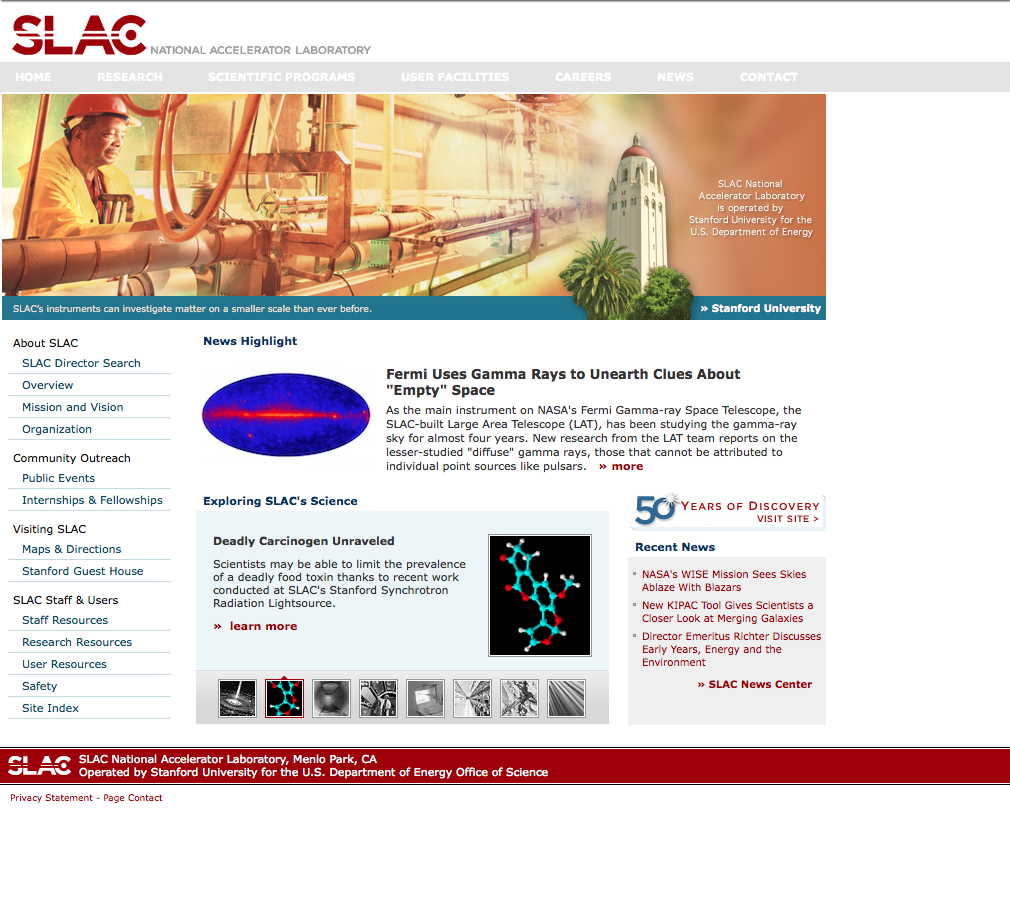 SLAC NATIONAL ACCELERATOR LABORATORY
HOME RESEARCH SCIENTIFIC PROGRAMS USER FACILITIES CAREERS NEWS CONTACT
SLAC National
Accelerator Laboratory
is operated by
Stanford University for the
U.S. Department of Energy
SLAC's instruments can investigate matter on a smaller scale than ever before.
» Stanford University
About SLAC
SLAC Director Search
Overview
Mission and Vision
Organization
Community Outreach
Public Events
Internships & Fellowships
Visiting SLAC
Maps & Directions
Stanford Guest House
SLAC Staff & Users
Staff Resources
Research Resources
User Resources
Safety
Site Index
News Highlight
Fermi Uses Gamma Rays to Unearth Clues About
"Empty" Space
As the main instrument on NASA's Fermi Gamma-ray Space Telescope, the
SLAC-built Large Area Telescope (LAT), has been studying the gamma-ray
sky for almost four years. New research from the LAT team reports on the
lesser-studied "diffuse" gamma rays, those that cannot be attributed to
individual point sources like pulsars. » more
Exploring SLAC's Science
Deadly Carcinogen Unraveled
Scientists may be able to limit the prevalence
of a deadly food toxin thanks to recent work
conducted at SLAC's Stanford Synchrotron
Radiation Lightsource.
» learn more
50 YEARS OF DISCOVERY
VISIT SITE >
Recent News
NASA's WISE Mission Sees Skies
Ablaze With Blazars
New KIPAC Tool Gives Scientists a
Closer Look at Merging Galaxies
Director Emeritus Richter Discusses
Early Years, Energy and the
Environment
» SLAC News Center
SLAC
SLAC National Accelerator Laboratory, Menlo Park, CA
Operated by Stanford University for the U.S. Department of Energy Office of Science
Privacy Statement - Page Contact